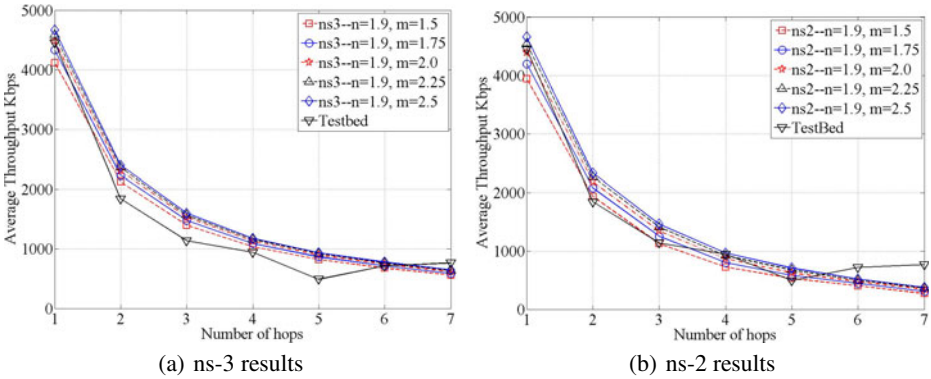 5000
4000
3000
2000
1000
0
Average Throughput Kbps
1 2 3 4 5 6 7
Number of hops
ns3--n=1.9, m=1.5
ns3--n=1.9, m=1.75
ns3--n=1.9, m=2.0
ns3--n=1.9, m=2.25
ns3--n=1.9, m=2.5
Testbed
(a) ns-3 results
5000
4000
3000
2000
1000
0
Average Throughput Kbps
1 2 3 4 5 6 7
Number of hops
ns2--n=1.9, m=1.5
ns2--n=1.9, m=1.75
ns2--n=1.9, m=2.0
ns2--n=1.9, m=2.25
ns2--n=1.9, m=2.5
TestBed
(b) ns-2 results